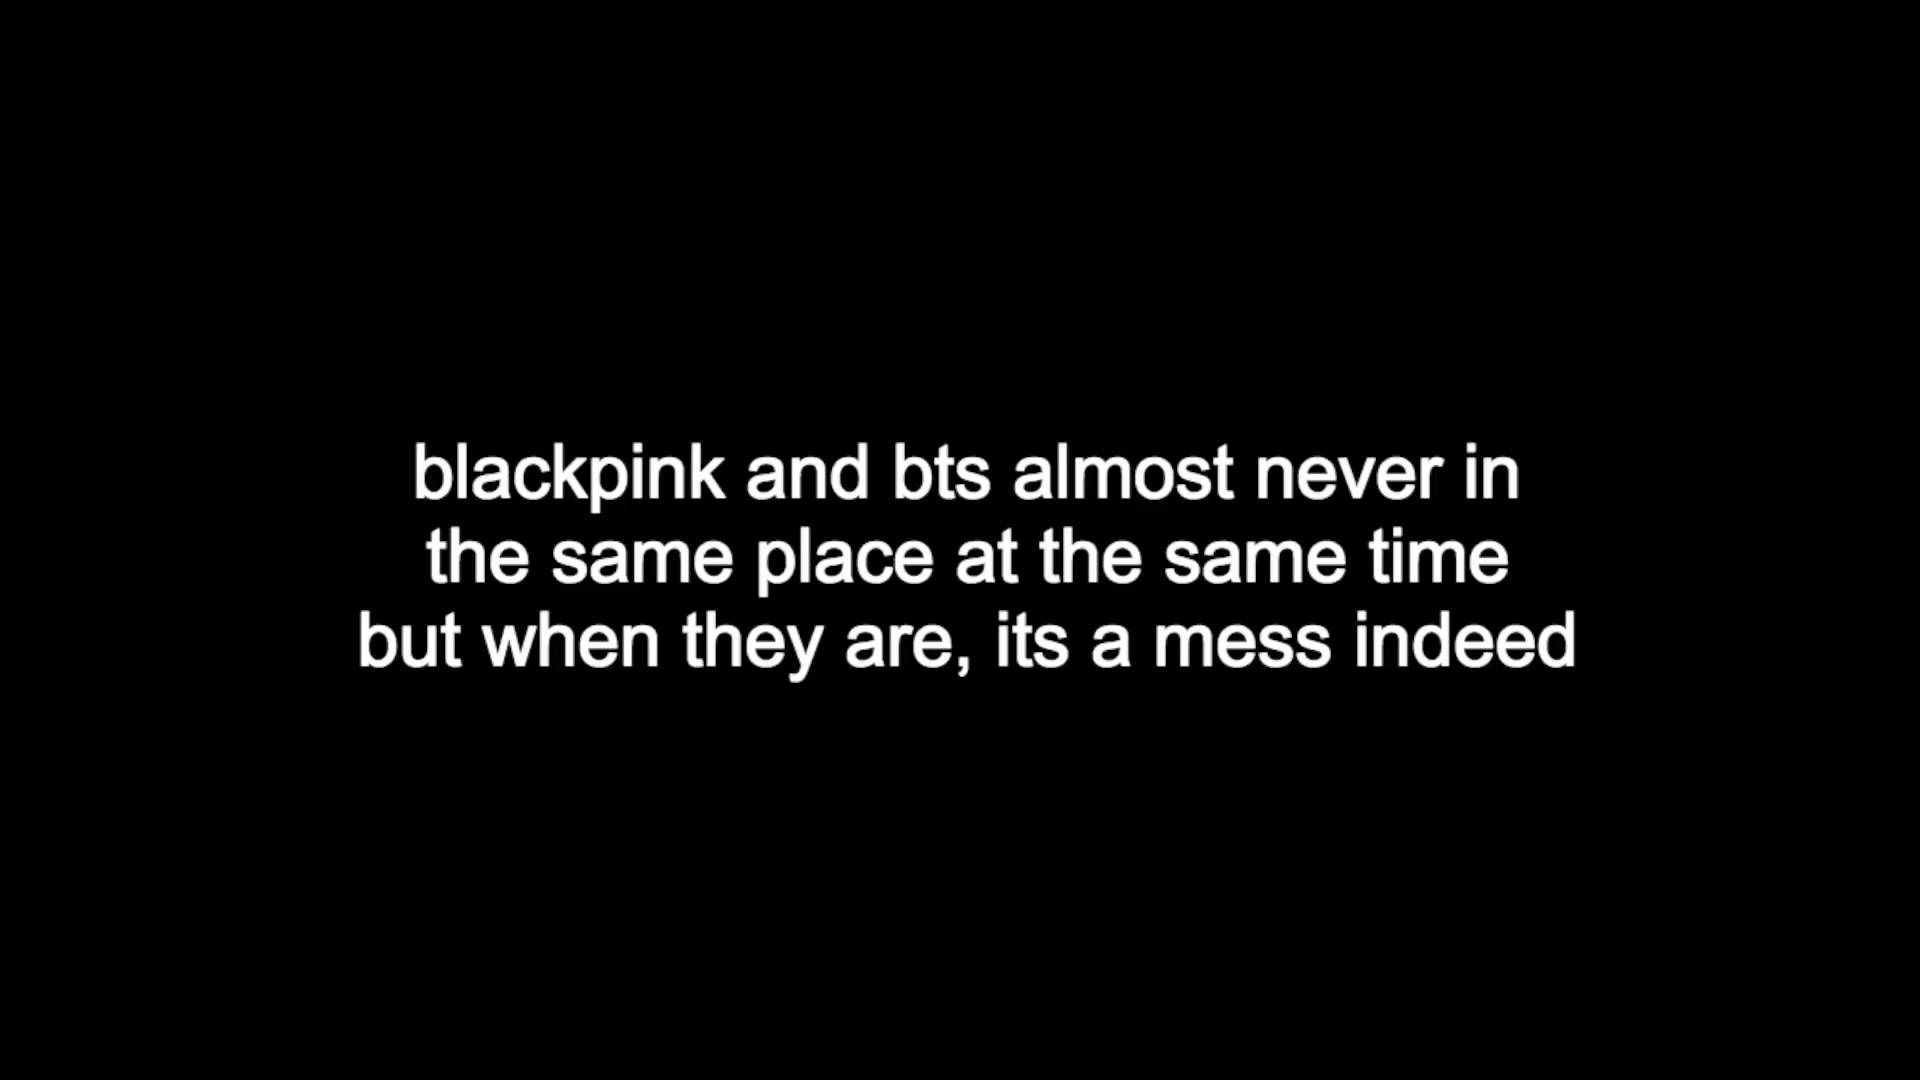 blackpink and bts almost never in
the same place at the same time
but when they are, its a mess indeed